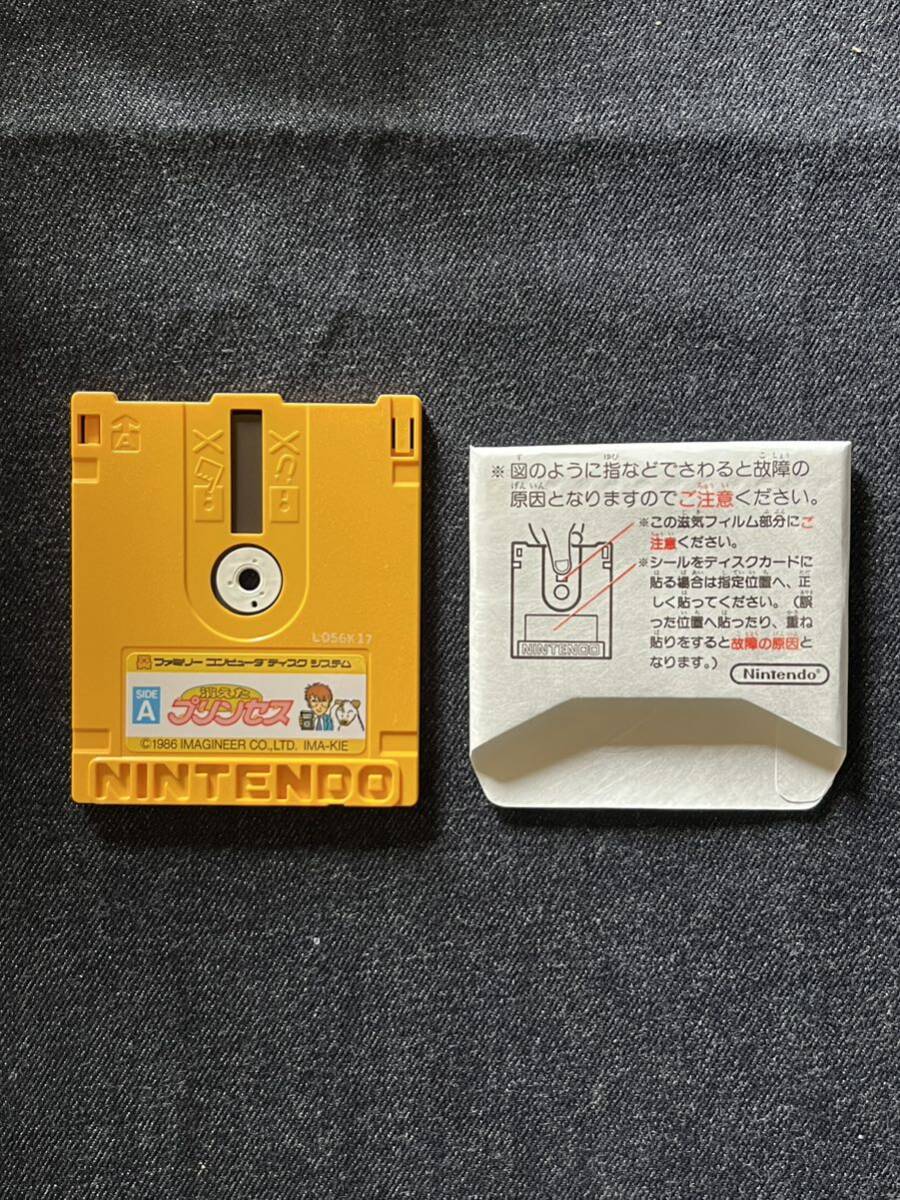 A
L056K17
ファミリー コンピュータ ディスク システム
SIDE
A
消えた
プリンセス
©1986 IMAGINEER CO.,LTD. IMA-KIE
NINTENDO
※図のように指などでさわると故障の
原因となりますのでご注意ください。
※この滋気フィルム部分にご
注意ください。
※シールをディスクカードに
貼る場合は指定位置へ、正
しく貼ってください。(誤
った位置へ貼ったり、重ね
貼りをすると故障の原因と
なります。)
NINTENDO
Nintendo®